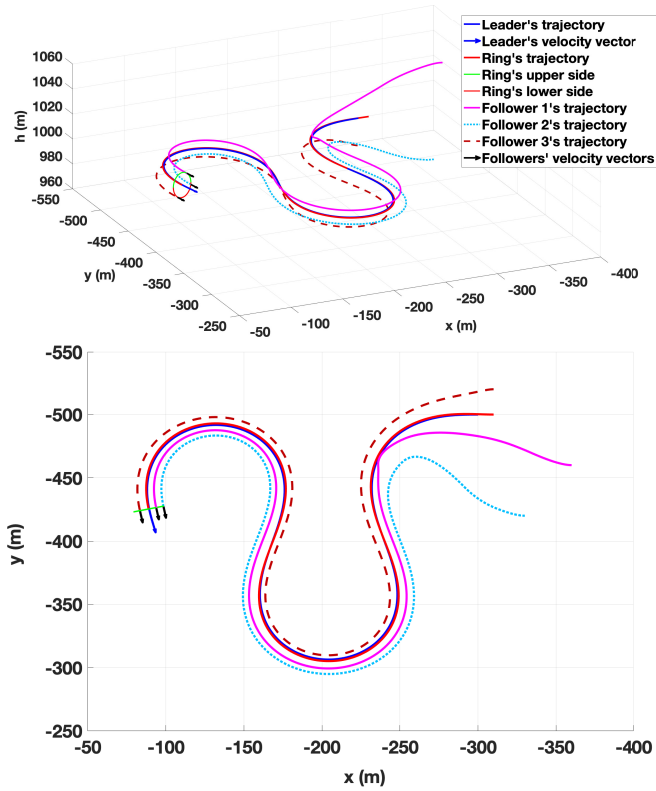 1060
1040
1020
1000
980
960
h (m)
-550
-500
-450
-400
-350
-300
-250
y (m)
-50
-100
-150
-200
-250
-300
-350
-400
x (m)
Leader's trajectory
Leader's velocity vector
Ring's trajectory
Ring's upper side
Ring's lower side
Follower 1's trajectory
Follower 2's trajectory
Follower 3's trajectory
Followers' velocity vectors
-550
-500
-450
-400
-350
-300
-250
y (m)
-50
-100
-150
-200
-250
-300
-350
-400
x (m)